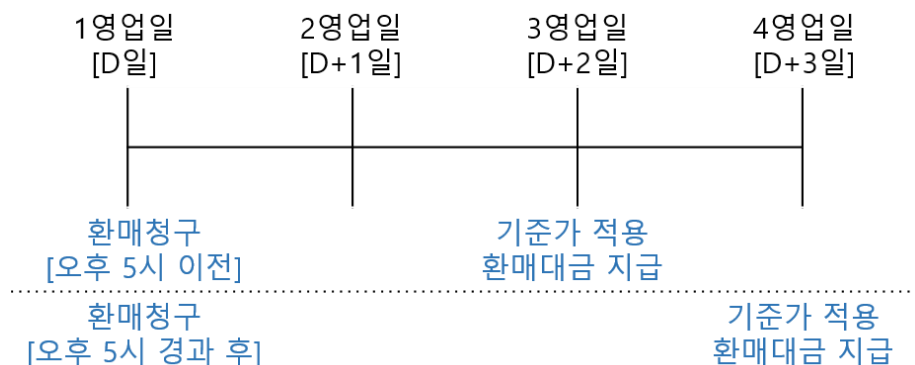 1영업일 2영업일 3영업일 4영업일
[D일] [D+1일] [D+2일] [D+3일]
환매청구 기준가 적용
[오후 5시 이전] 환매대금 지급
환매청구 기준가 적용
[오후 5시 경과 후] 환매대금 지급